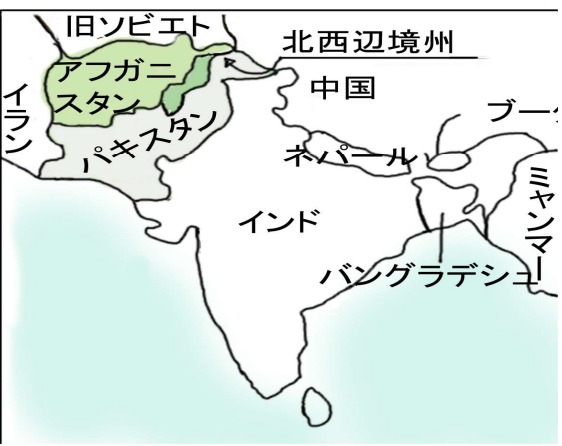 旧ソビエト
北西辺境州
アフガニ
スタン
中国
イラン
ブー
パキスタン
ネパール
ミャンマー
インド
バングラデシュ